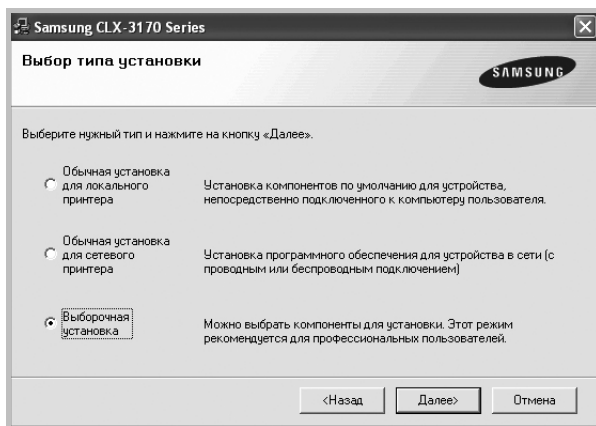 Samsung CLX-3170 Series
Выбор типа установки
SAMSUNG
Выберите нужный тип и нажмите на кнопку «Далее».
Обычная установка
для локального
принтера
Установка компонентов по умолчанию для устройства,
непосредственно подключенного к компьютеру пользователя.
Обычная установка
для сетевого
принтера
Установка программного обеспечения для устройства в сети (с
проводным или беспроводным подключением)
Выборочная
установка
Можно выбрать компоненты для установки. Этот режим
рекомендуется для профессиональных пользователей.
<Назад
Далее>
Отмена